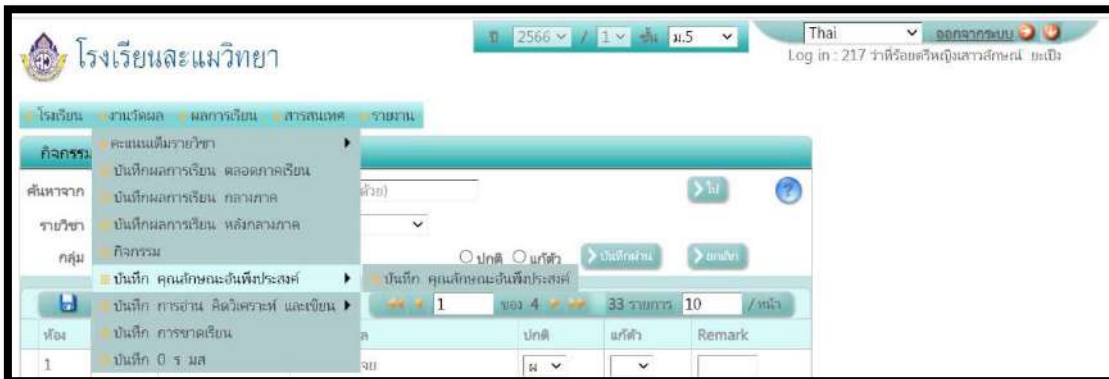 โรงเรียนสะแมวิทยา
ปี 2566 / 1 ชั้น ม.5
Thai ออกจากระบบ
Log in : 217 ว่าที่ร้อยตรีหญิงเสาวลักษณ์ ยะเป็ง
โรงเรียน งานวัดผล ผลการเรียน สารสนเทศ รายงาน
กิจกรรม
คะแนนเต็มรายวิชา
บันทึกผลการเรียน ตลอดภาคเรียน
ค้นหาจาก บันทึกผลการเรียน กลางภาค ด้วย) ไป
รายวิชา บันทึกผลการเรียน หลังกลางภาค
กลุ่ม กิจกรรม ปกติ แก้ตัว บันทึกผ่าน ยกเลิก
บันทึก คุณลักษณะอันพึงประสงค์ บันทึก คุณลักษณะอันพึงประสงค์
บันทึก การอ่าน คิดวิเคราะห์ และเขียน 1 ของ 4 33 รายการ 10 /หน้า
ห้อง บันทึก การขาดเรียน ล ปกติ แก้ตัว Remark
1 บันทึก 0 ร มส ผ